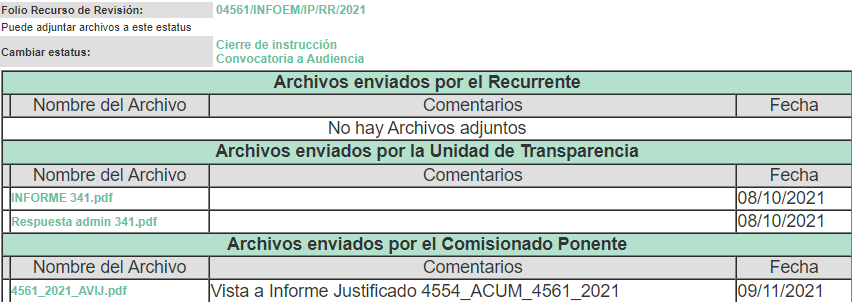 Folio Recurso de Revisión: 04561/INFOEM/IP/RR/2021
Puede adjuntar archivos a este estatus
Cambiar estatus: Cierre de instrucción
Convocatoria a Audiencia
Archivos enviados por el Recurrente
Nombre del Archivo Comentarios Fecha
No hay Archivos adjuntos
Archivos enviados por la Unidad de Transparencia
Nombre del Archivo Comentarios Fecha
INFORME 341.pdf 08/10/2021
Respuesta admin 341.pdf 08/10/2021
Archivos enviados por el Comisionado Ponente
Nombre del Archivo Comentarios Fecha
4561_2021_AVIJ.pdf Vista a Informe Justificado 4554_ACUM_4561_2021 09/11/2021